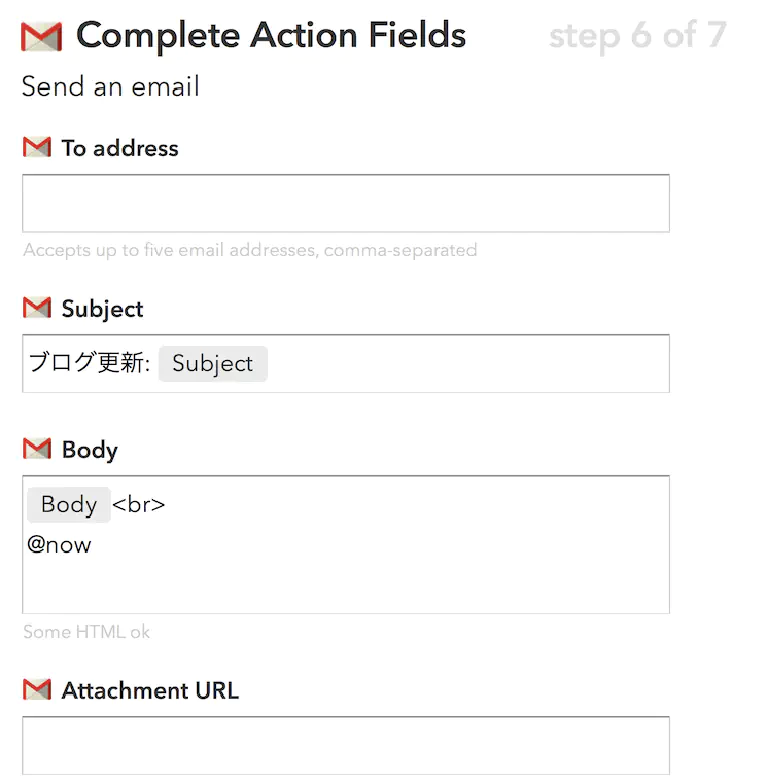 Complete Action Fields
step 6 of 7
Send an email
To address
Accepts up to five email addresses, comma-separated
Subject
ブログ更新: Subject
Body
Body <br>
@now
Some HTML ok
Attachment URL